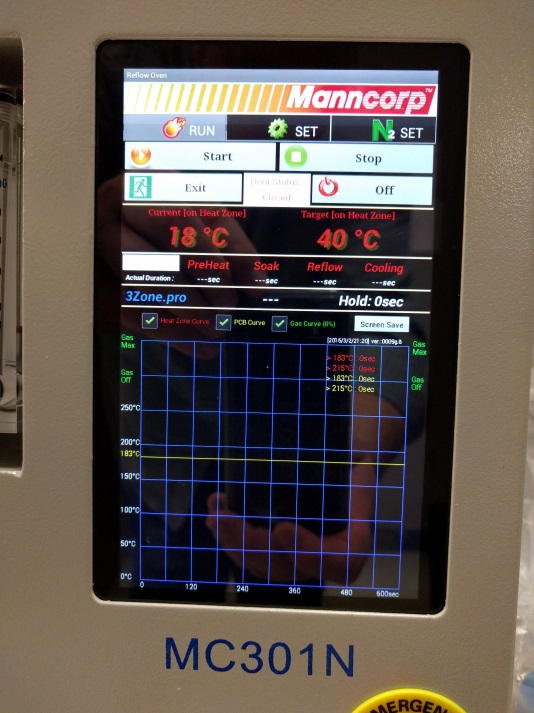 Reflow Oven
Manncorp™
RUN SET N2 SET
Start Stop
Exit Door Status Closed Off
Current [on Heat Zone] Target [on Heat Zone]
18 °C 40 °C
PreHeat Soak Reflow Cooling
Actual Duration : ---sec ---sec ---sec ---sec
3Zone.pro --- Hold: 0sec
Heat Zone Curve PCB Curve Gas Curve (0%) Screen Save
[2016/3/2/21:20] ver.:0009g.6
Gas Max Gas Max
> 183°C : 0sec
> 215°C : 0sec
Gas Off Gas Off
> 183°C : 0sec
> 215°C : 0sec
250°C
200°C
183°C
150°C
100°C
50°C
0°C
0 120 240 360 480 600sec
MC301N
EMERGEN